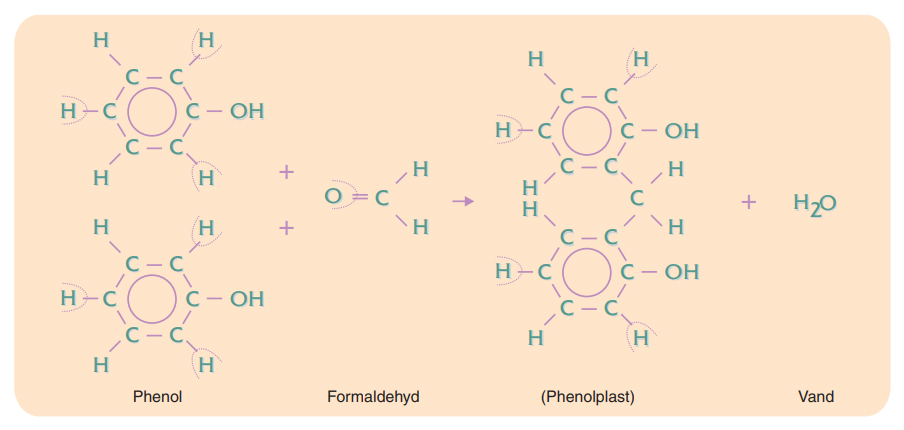 H H
C – C
H – C C – OH
C – C
H H
+
O = C H
H
+
H H
C – C
H – C C – OH
C – C
H H
→
H H
C – C
H – C C – OH
C – C
H H
C
H H
C – C
H – C C – OH
C – C
H H
+
H₂O
Phenol Formaldehyd (Phenolplast) Vand